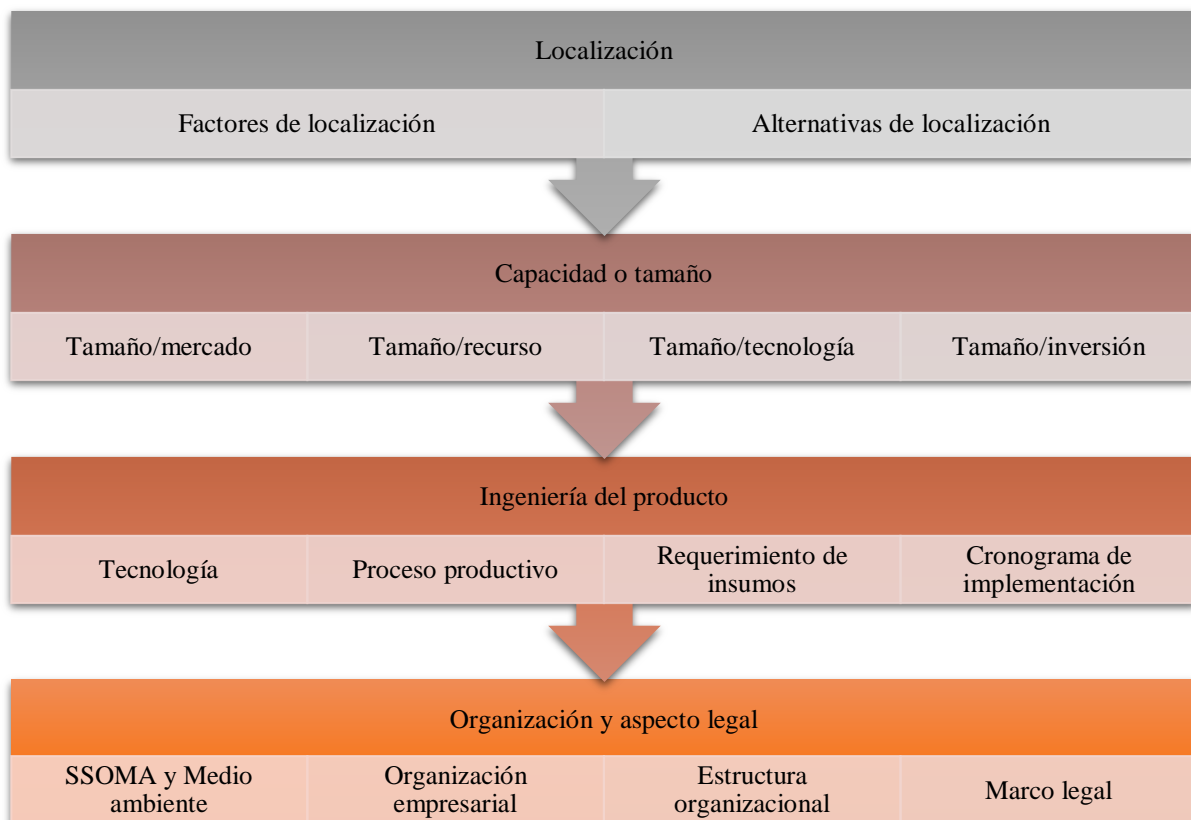 Localización
Factores de localización
Alternativas de localización
Capacidad o tamaño
Tamaño/mercado
Tamaño/recurso
Tamaño/tecnología
Tamaño/inversión
Ingeniería del producto
Tecnología
Proceso productivo
Requerimiento de
insumos
Cronograma de
implementación
Organización y aspecto legal
SSOMA y Medio
ambiente
Organización
empresarial
Estructura
organizacional
Marco legal